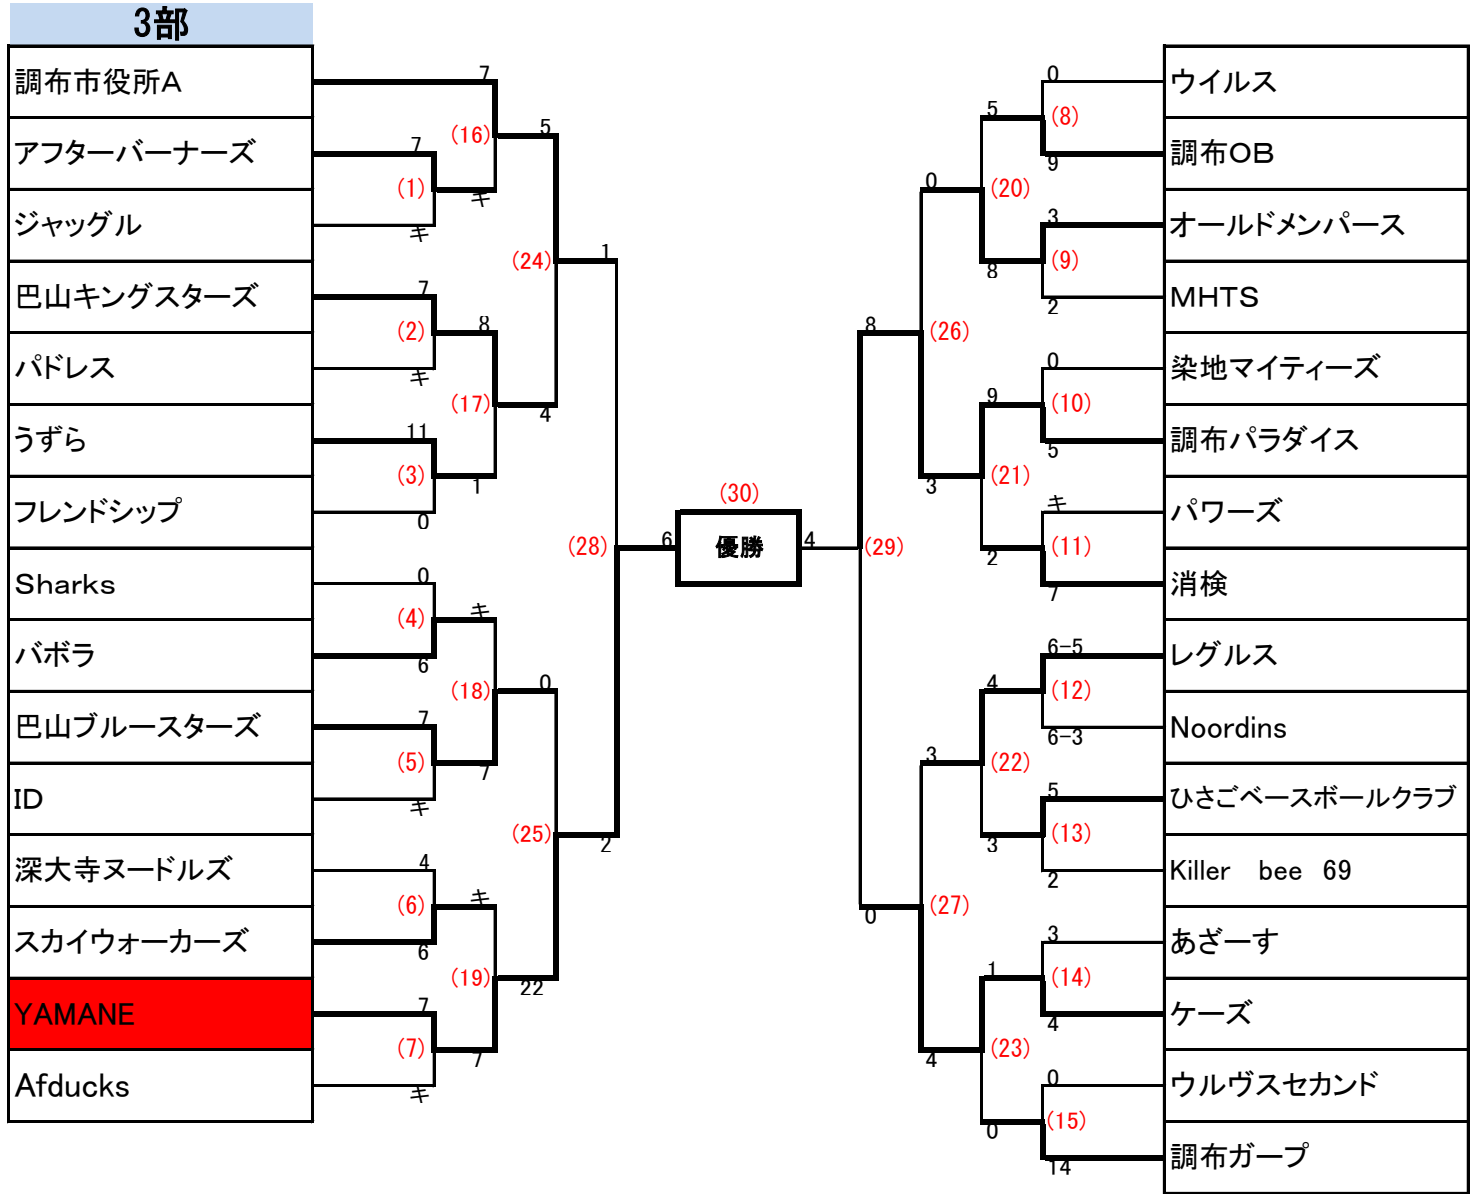 3部
調布市役所A
アフターバーナーズ
ジャッグル
巴山キングスターズ
パドレス
うずら
フレンドシップ
Sharks
バボラ
巴山ブルースターズ
ID
深大寺ヌードルズ
スカイウォーカーズ
YAMANE
Afducks
7
キ
(1)
7
キ
(2)
11
0
(3)
0
6
(4)
7
キ
(5)
4
6
(6)
7
キ
(7)
7
キ
(16)
8
1
(17)
キ
7
(18)
キ
7
(19)
5
4
(24)
0
22
(25)
1
2
(28)
6
(30)
優勝
4
8
0
(29)
0
3
(26)
3
4
(27)
5
8
(20)
9
2
(21)
4
3
(22)
1
0
(23)
0
9
(8)
3
2
(9)
0
5
(10)
キ
7
(11)
6-5
6-3
(12)
5
2
(13)
3
4
(14)
0
14
(15)
ウイルス
調布OB
オールドメンパース
MHTS
染地マイティーズ
調布パラダイス
パワーズ
消検
レグルス
Noordins
ひさごベースボールクラブ
Killer bee 69
あざーす
ケーズ
ウルヴスセカンド
調布ガープ